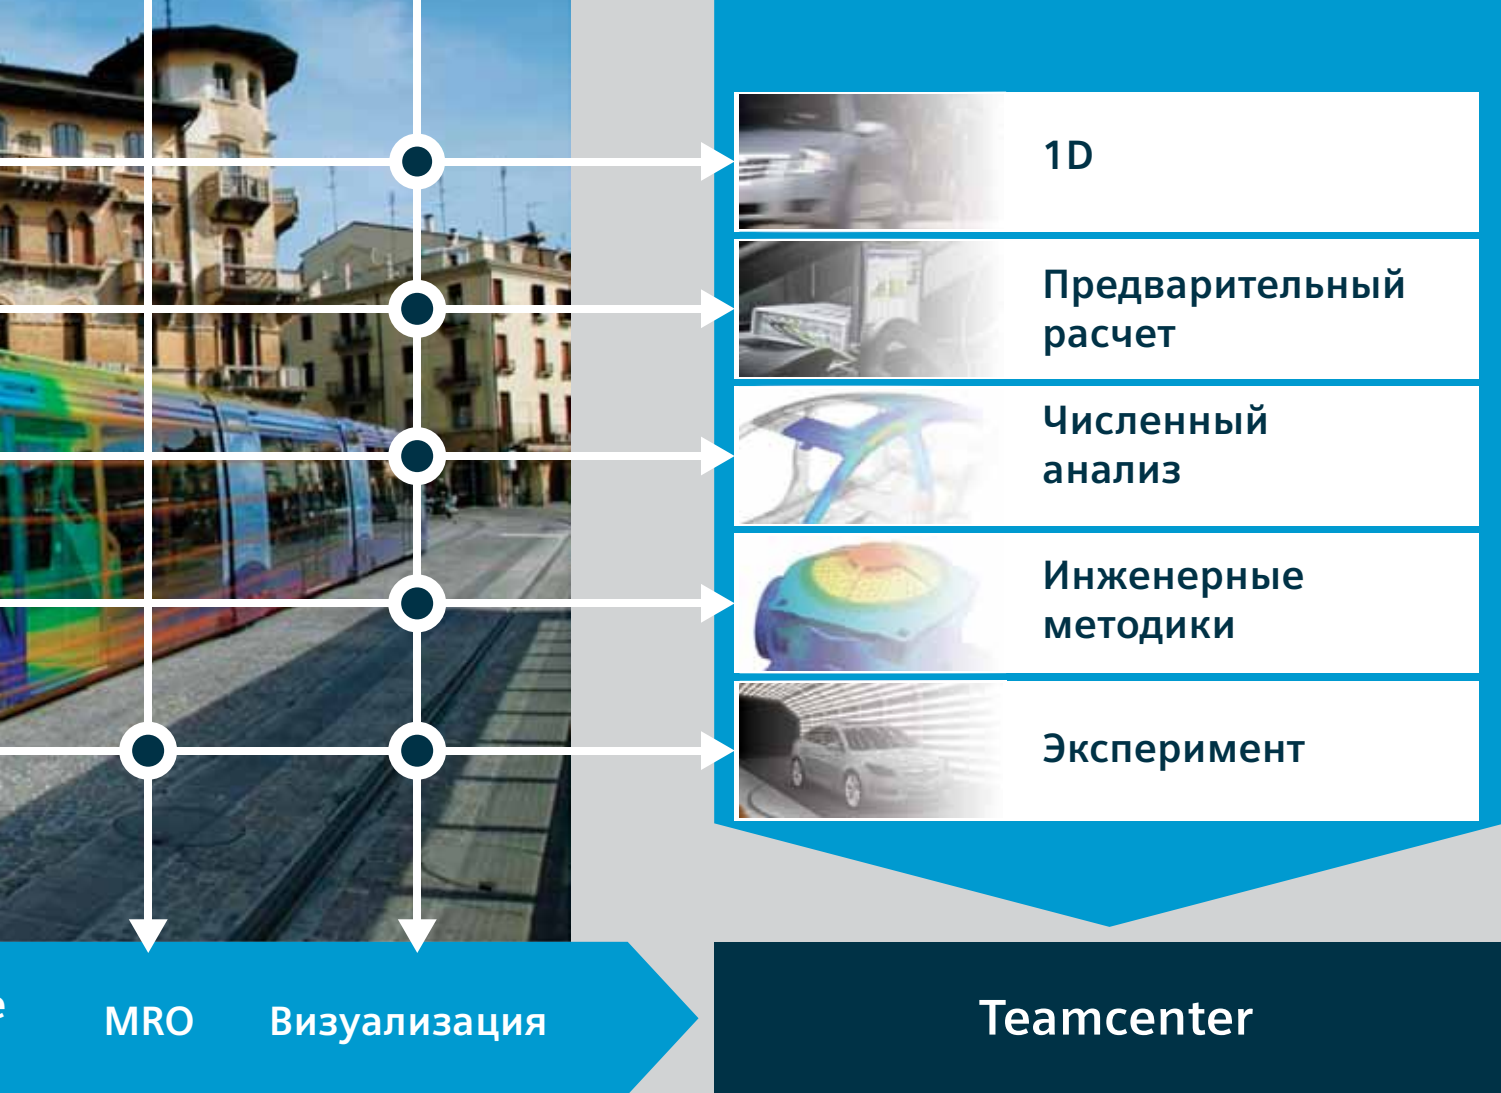 1D
Предварительный
расчет
Численный
анализ
Инженерные
методики
Эксперимент
е
MRO
Визуализация
Teamcenter